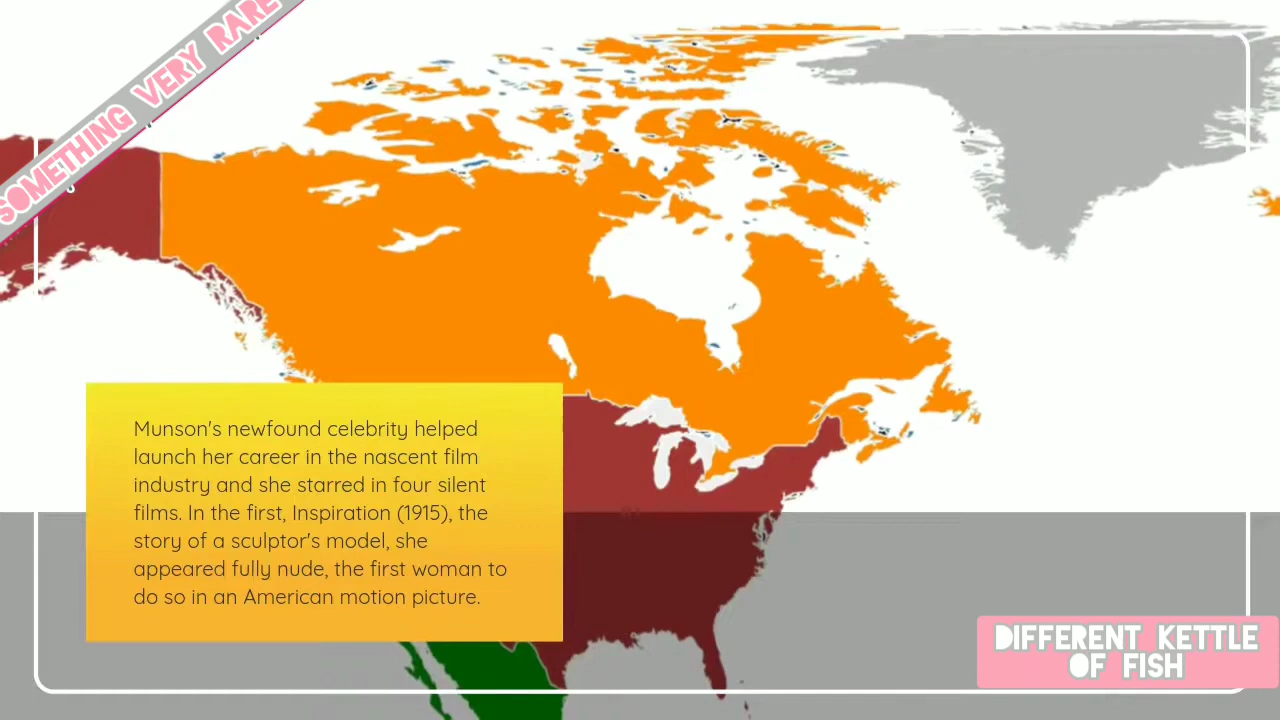 SOMETHING VERY RARE
Munson's newfound celebrity helped
launch her career in the nascent film
industry and she starred in four silent
films. In the first, Inspiration (1915), the
story of a sculptor's model, she
appeared fully nude, the first woman to
do so in an American motion picture.
DIFFERENT KETTLE
OF FISH